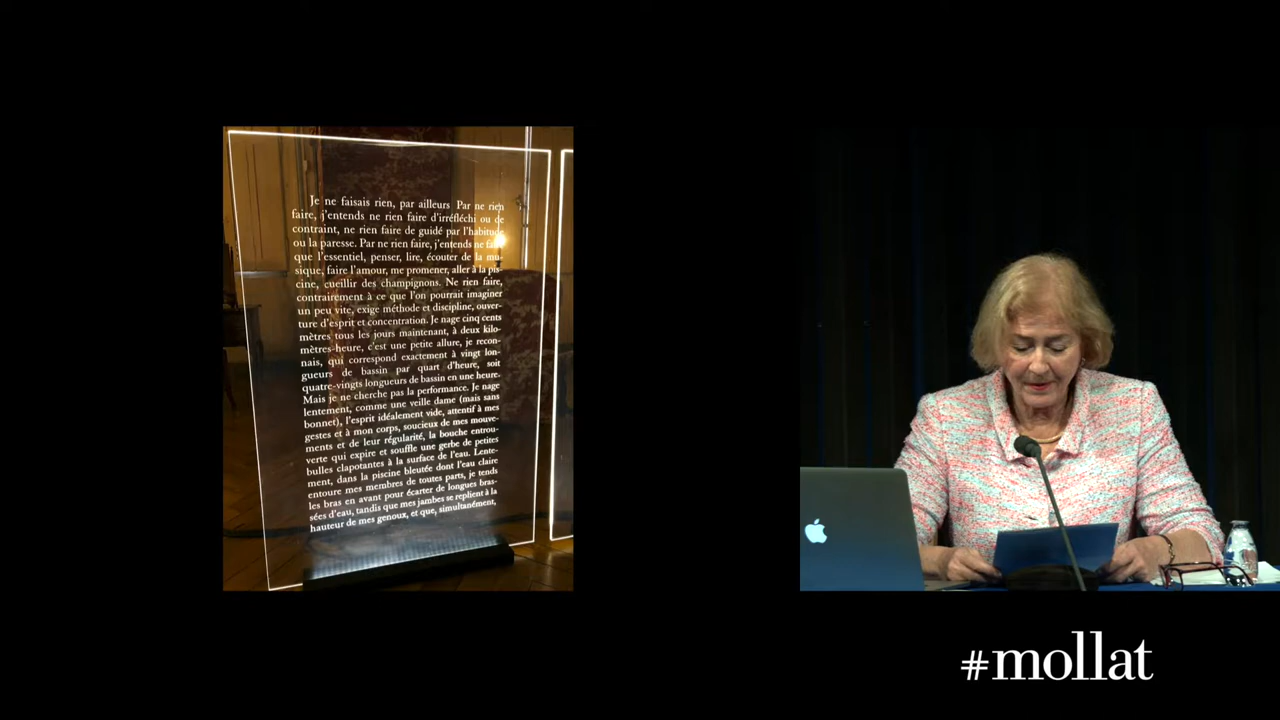 Je ne faisais rien, par ailleurs Par ne rien
faire, j'entends ne rien faire d'irréfléchi ou de
contraint, ne rien faire de guidé par l'habitude
ou la paresse. Par ne rien faire, j'entends ne faire
que l'essentiel, penser, lire, écouter de la mu-
sique, faire l'amour, me promener, aller à la pis-
cine, cueillir des champignons. Ne rien faire,
contrairement à ce que l'on pourrait imaginer
un peu vite, exige méthode et discipline, ouver-
ture d'esprit et concentration. Je nage cinq cents
mètres tous les jours maintenant, à deux kilo-
mètres-heure, c'est une petite allure, je recon-
nais, qui correspond exactement à vingt lon-
gueurs de bassin par quart d'heure, soit
quatre-vingts longueurs de bassin en une heure.
Mais je ne cherche pas la performance. Je nage
lentement, comme une veille dame (mais sans
bonnet), l'esprit idéalement vide, attentif à mes
gestes et à mon corps, soucieux de mes mouve-
ments et de leur régularité, la bouche entrou-
verte qui expire et souffle une gerbe de petites
bulles clapotantes à la surface de l'eau. Lente-
ment, dans la piscine bleutée dont l'eau claire
entoure mes membres de toutes parts, je tends
les bras en avant pour écarter de longues bras-
sées d'eau, tandis que mes jambes se replient à la
hauteur de mes genoux, et que, simultanément,
#mollat